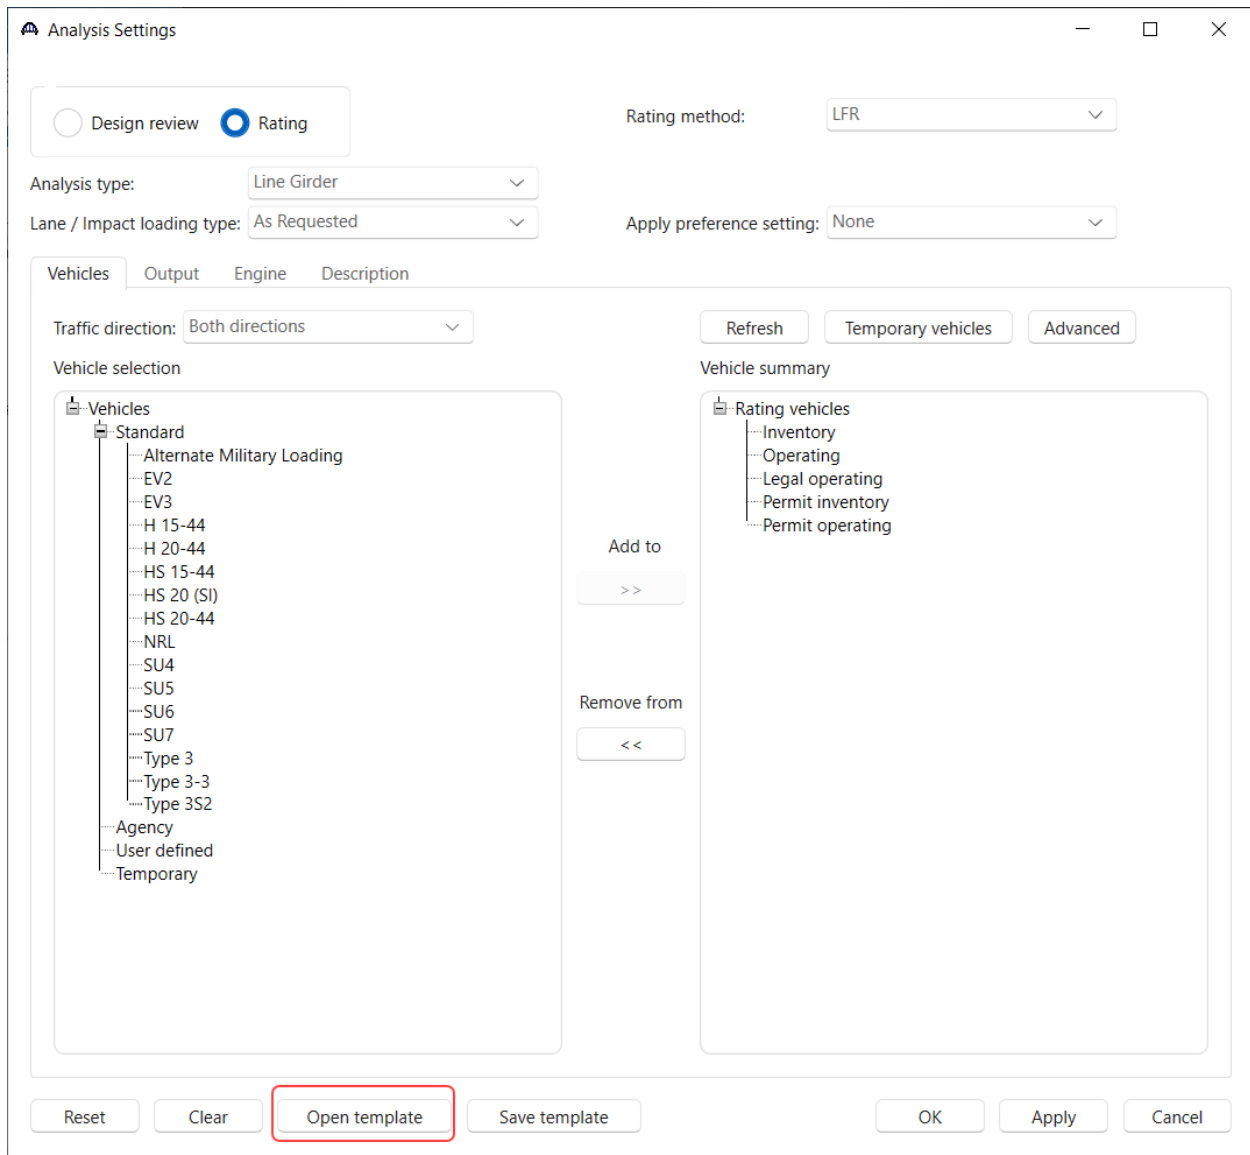 Analysis Settings
Design review
Rating
Rating method:
LFR
Analysis type:
Line Girder
Lane / Impact loading type:
As Requested
Apply preference setting:
None
Vehicles
Output
Engine
Description
Traffic direction:
Both directions
Refresh
Temporary vehicles
Advanced
Vehicle selection
Vehicles
Standard
Alternate Military Loading
EV2
EV3
H 15-44
H 20-44
HS 15-44
HS 20 (SI)
HS 20-44
NRL
SU4
SU5
SU6
SU7
Type 3
Type 3-3
Type 3S2
Agency
User defined
Temporary
Add to
>>
Remove from
<<
Vehicle summary
Rating vehicles
Inventory
Operating
Legal operating
Permit inventory
Permit operating
Reset
Clear
Open template
Save template
OK
Apply
Cancel